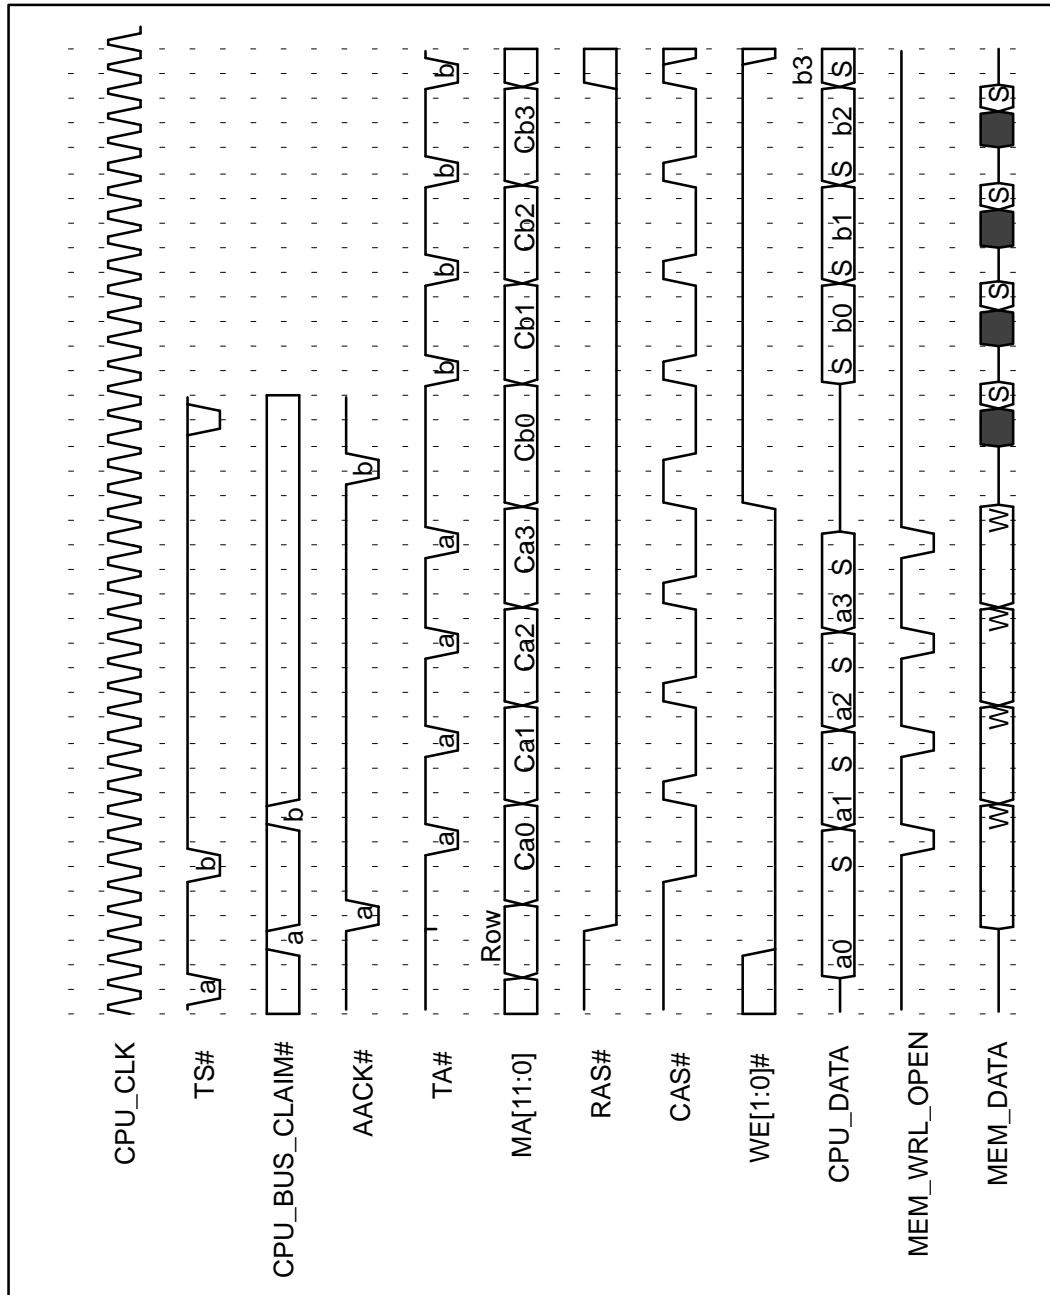 CPU_CLK
TS# a b
CPU_BUS_CLAIM# a b
AACK# a b
TA# a a a a b b b b
MA[11:0] Row Ca0 Ca1 Ca2 Ca3 Cb0 Cb1 Cb2 Cb3
RAS#
CAS#
WE[1:0]#
CPU_DATA a0 S a1 S a2 S a3 S S b0 S b1 S b2 S b3
MEM_WRL_OPEN
MEM_DATA W W W W S S S S